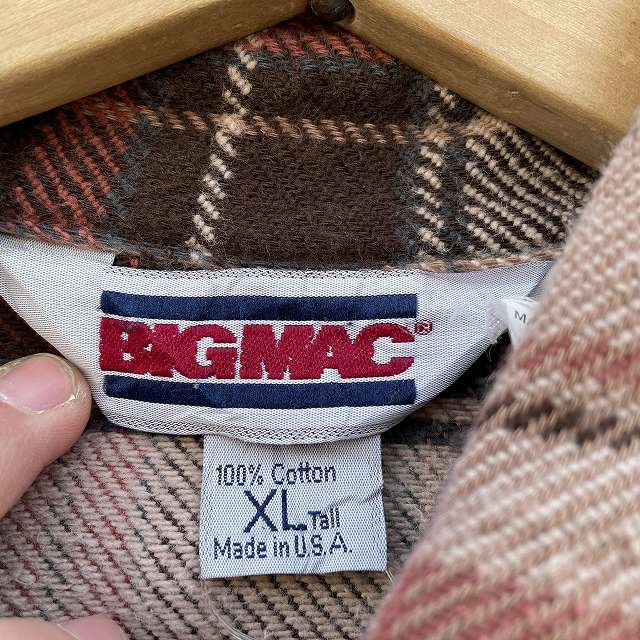 BIGMAC®
100% Cotton
XL Tall
Made in U.S.A.
M